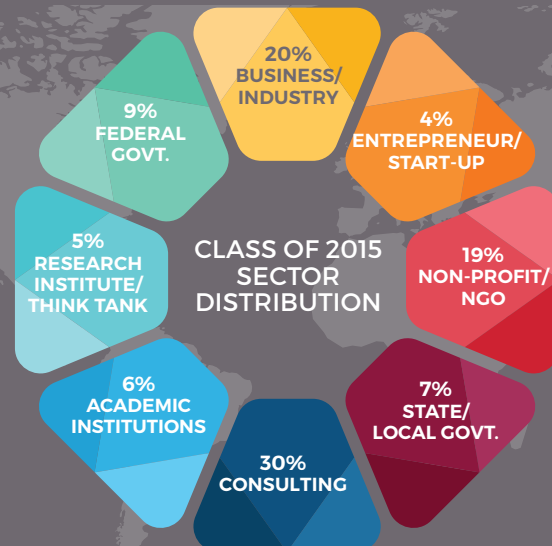 20%
BUSINESS/
INDUSTRY
4%
ENTREPRENEUR/
START-UP
19%
NON-PROFIT/
NGO
7%
STATE/
LOCAL GOVT.
30%
CONSULTING
6%
ACADEMIC
INSTITUTIONS
5%
RESEARCH
INSTITUTE/
THINK TANK
9%
FEDERAL
GOVT.
CLASS OF 2015
SECTOR
DISTRIBUTION